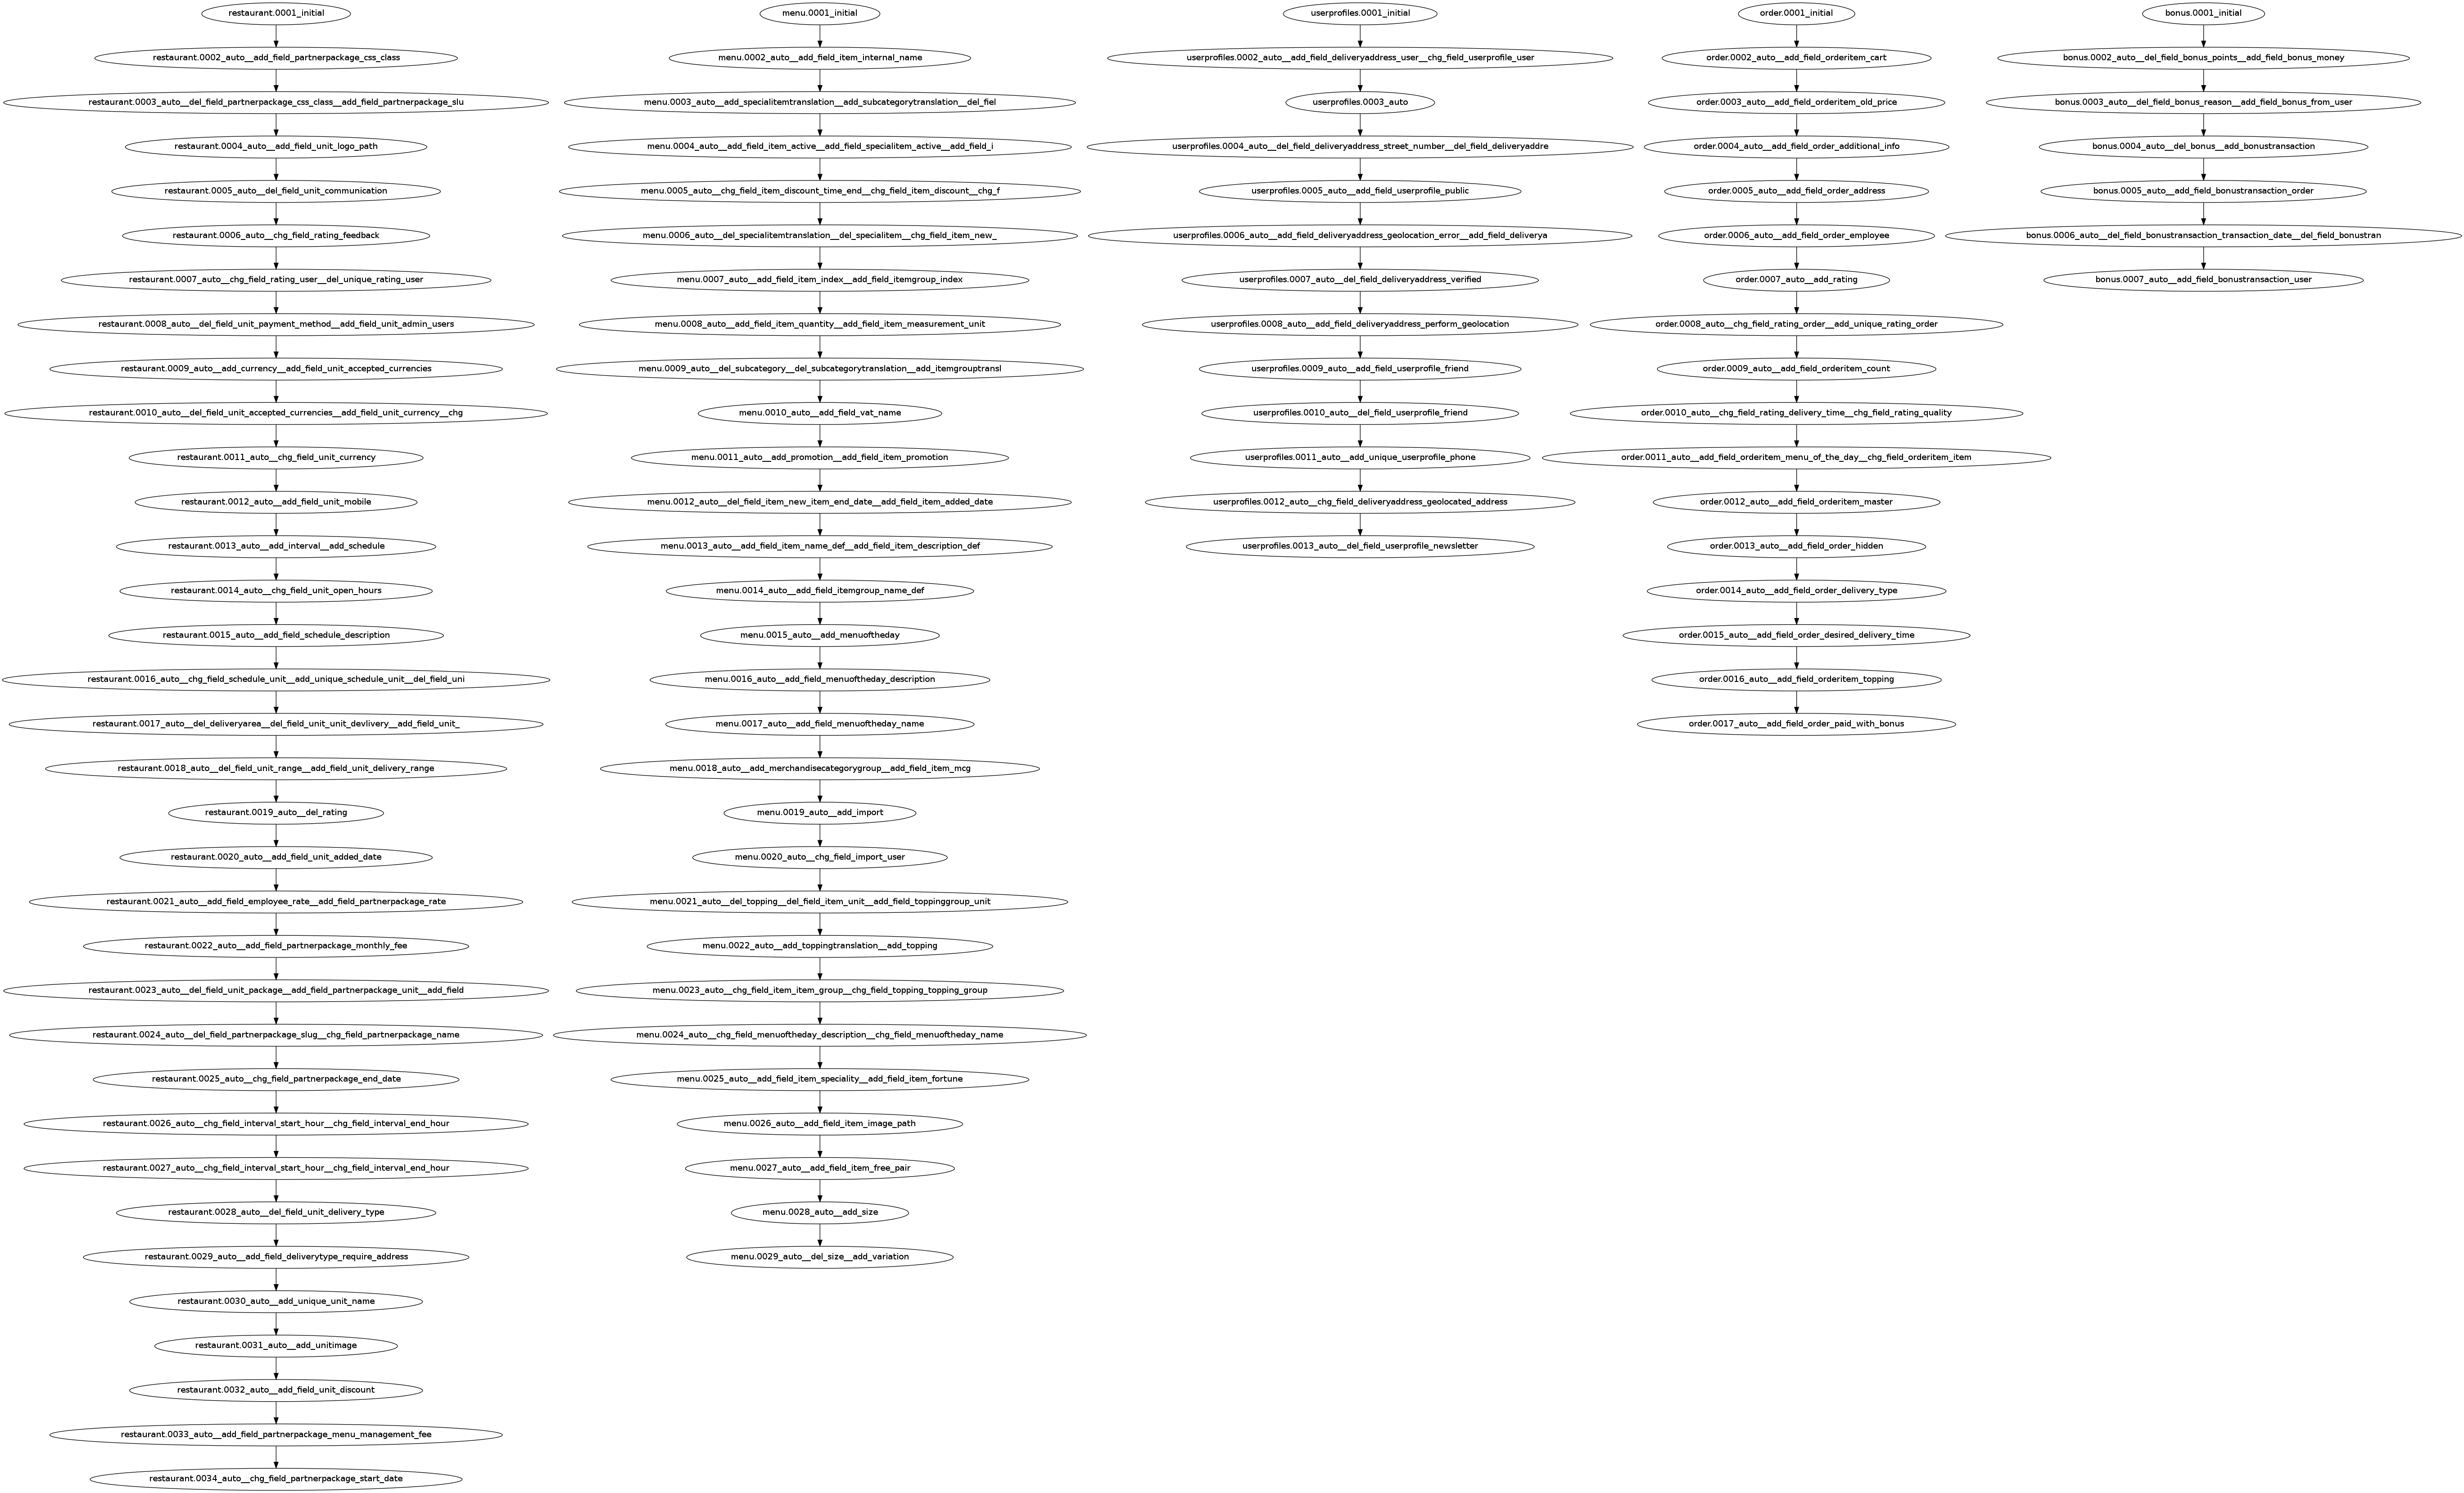 restaurant.0001_initial
restaurant.0002_auto__add_field_partnerpackage_css_class
restaurant.0003_auto__del_field_partnerpackage_css_class__add_field_partnerpackage_slu
restaurant.0004_auto__add_field_unit_logo_path
restaurant.0005_auto__del_field_unit_communication
restaurant.0006_auto__chg_field_rating_feedback
restaurant.0007_auto__chg_field_rating_user__del_unique_rating_user
restaurant.0008_auto__del_field_unit_payment_method__add_field_unit_admin_users
restaurant.0009_auto__add_currency__add_field_unit_accepted_currencies
restaurant.0010_auto__del_field_unit_accepted_currencies__add_field_unit_currency__chg
restaurant.0011_auto__chg_field_unit_currency
restaurant.0012_auto__add_field_unit_mobile
restaurant.0013_auto__add_interval__add_schedule
restaurant.0014_auto__chg_field_unit_open_hours
restaurant.0015_auto__add_field_schedule_description
restaurant.0016_auto__chg_field_schedule_unit__add_unique_schedule_unit__del_field_uni
restaurant.0017_auto__del_deliveryarea__del_field_unit_unit_devlivery__add_field_unit_
restaurant.0018_auto__del_field_unit_range__add_field_unit_delivery_range
restaurant.0019_auto__del_rating
restaurant.0020_auto__add_field_unit_added_date
restaurant.0021_auto__add_field_employee_rate__add_field_partnerpackage_rate
restaurant.0022_auto__add_field_partnerpackage_monthly_fee
restaurant.0023_auto__del_field_unit_package__add_field_partnerpackage_unit__add_field
restaurant.0024_auto__del_field_partnerpackage_slug__chg_field_partnerpackage_name
restaurant.0025_auto__chg_field_partnerpackage_end_date
restaurant.0026_auto__chg_field_interval_start_hour__chg_field_interval_end_hour
restaurant.0027_auto__chg_field_interval_start_hour__chg_field_interval_end_hour
restaurant.0028_auto__del_field_unit_delivery_type
restaurant.0029_auto__add_field_deliverytype_require_address
restaurant.0030_auto__add_unique_unit_name
restaurant.0031_auto__add_unitimage
restaurant.0032_auto__add_field_unit_discount
restaurant.0033_auto__add_field_partnerpackage_menu_management_fee
restaurant.0034_auto__chg_field_partnerpackage_start_date
menu.0001_initial
menu.0002_auto__add_field_item_internal_name
menu.0003_auto__add_specialitemtranslation__add_subcategorytranslation__del_fiel
menu.0004_auto__add_field_item_active__add_field_specialitem_active__add_field_i
menu.0005_auto__chg_field_item_discount_time_end__chg_field_item_discount__chg_f
menu.0006_auto__del_specialitemtranslation__del_specialitem__chg_field_item_new_
menu.0007_auto__add_field_item_index__add_field_itemgroup_index
menu.0008_auto__add_field_item_quantity__add_field_item_measurement_unit
menu.0009_auto__del_subcategory__del_subcategorytranslation__add_itemgrouptransl
menu.0010_auto__add_field_vat_name
menu.0011_auto__add_promotion__add_field_item_promotion
menu.0012_auto__del_field_item_new_item_end_date__add_field_item_added_date
menu.0013_auto__add_field_item_name_def__add_field_item_description_def
menu.0014_auto__add_field_itemgroup_name_def
menu.0015_auto__add_menuoftheday
menu.0016_auto__add_field_menuoftheday_description
menu.0017_auto__add_field_menuoftheday_name
menu.0018_auto__add_merchandisecategorygroup__add_field_item_mcg
menu.0019_auto__add_import
menu.0020_auto__chg_field_import_user
menu.0021_auto__del_topping__del_field_item_unit__add_field_toppinggroup_unit
menu.0022_auto__add_toppingtranslation__add_topping
menu.0023_auto__chg_field_item_item_group__chg_field_topping_topping_group
menu.0024_auto__chg_field_menuoftheday_description__chg_field_menuoftheday_name
menu.0025_auto__add_field_item_speciality__add_field_item_fortune
menu.0026_auto__add_field_item_image_path
menu.0027_auto__add_field_item_free_pair
menu.0028_auto__add_size
menu.0029_auto__del_size__add_variation
userprofiles.0001_initial
userprofiles.0002_auto__add_field_deliveryaddress_user__chg_field_userprofile_user
userprofiles.0003_auto
userprofiles.0004_auto__del_field_deliveryaddress_street_number__del_field_deliveryaddre
userprofiles.0005_auto__add_field_userprofile_public
userprofiles.0006_auto__add_field_deliveryaddress_geolocation_error__add_field_deliverya
userprofiles.0007_auto__del_field_deliveryaddress_verified
userprofiles.0008_auto__add_field_deliveryaddress_perform_geolocation
userprofiles.0009_auto__add_field_userprofile_friend
userprofiles.0010_auto__del_field_userprofile_friend
userprofiles.0011_auto__add_unique_userprofile_phone
userprofiles.0012_auto__chg_field_deliveryaddress_geolocated_address
userprofiles.0013_auto__del_field_userprofile_newsletter
order.0001_initial
order.0002_auto__add_field_orderitem_cart
order.0003_auto__add_field_orderitem_old_price
order.0004_auto__add_field_order_additional_info
order.0005_auto__add_field_order_address
order.0006_auto__add_field_order_employee
order.0007_auto__add_rating
order.0008_auto__chg_field_rating_order__add_unique_rating_order
order.0009_auto__add_field_orderitem_count
order.0010_auto__chg_field_rating_delivery_time__chg_field_rating_quality
order.0011_auto__add_field_orderitem_menu_of_the_day__chg_field_orderitem_item
order.0012_auto__add_field_orderitem_master
order.0013_auto__add_field_order_hidden
order.0014_auto__add_field_order_delivery_type
order.0015_auto__add_field_order_desired_delivery_time
order.0016_auto__add_field_orderitem_topping
order.0017_auto__add_field_order_paid_with_bonus
bonus.0001_initial
bonus.0002_auto__del_field_bonus_points__add_field_bonus_money
bonus.0003_auto__del_field_bonus_reason__add_field_bonus_from_user
bonus.0004_auto__del_bonus__add_bonustransaction
bonus.0005_auto__add_field_bonustransaction_order
bonus.0006_auto__del_field_bonustransaction_transaction_date__del_field_bonustran
bonus.0007_auto__add_field_bonustransaction_user